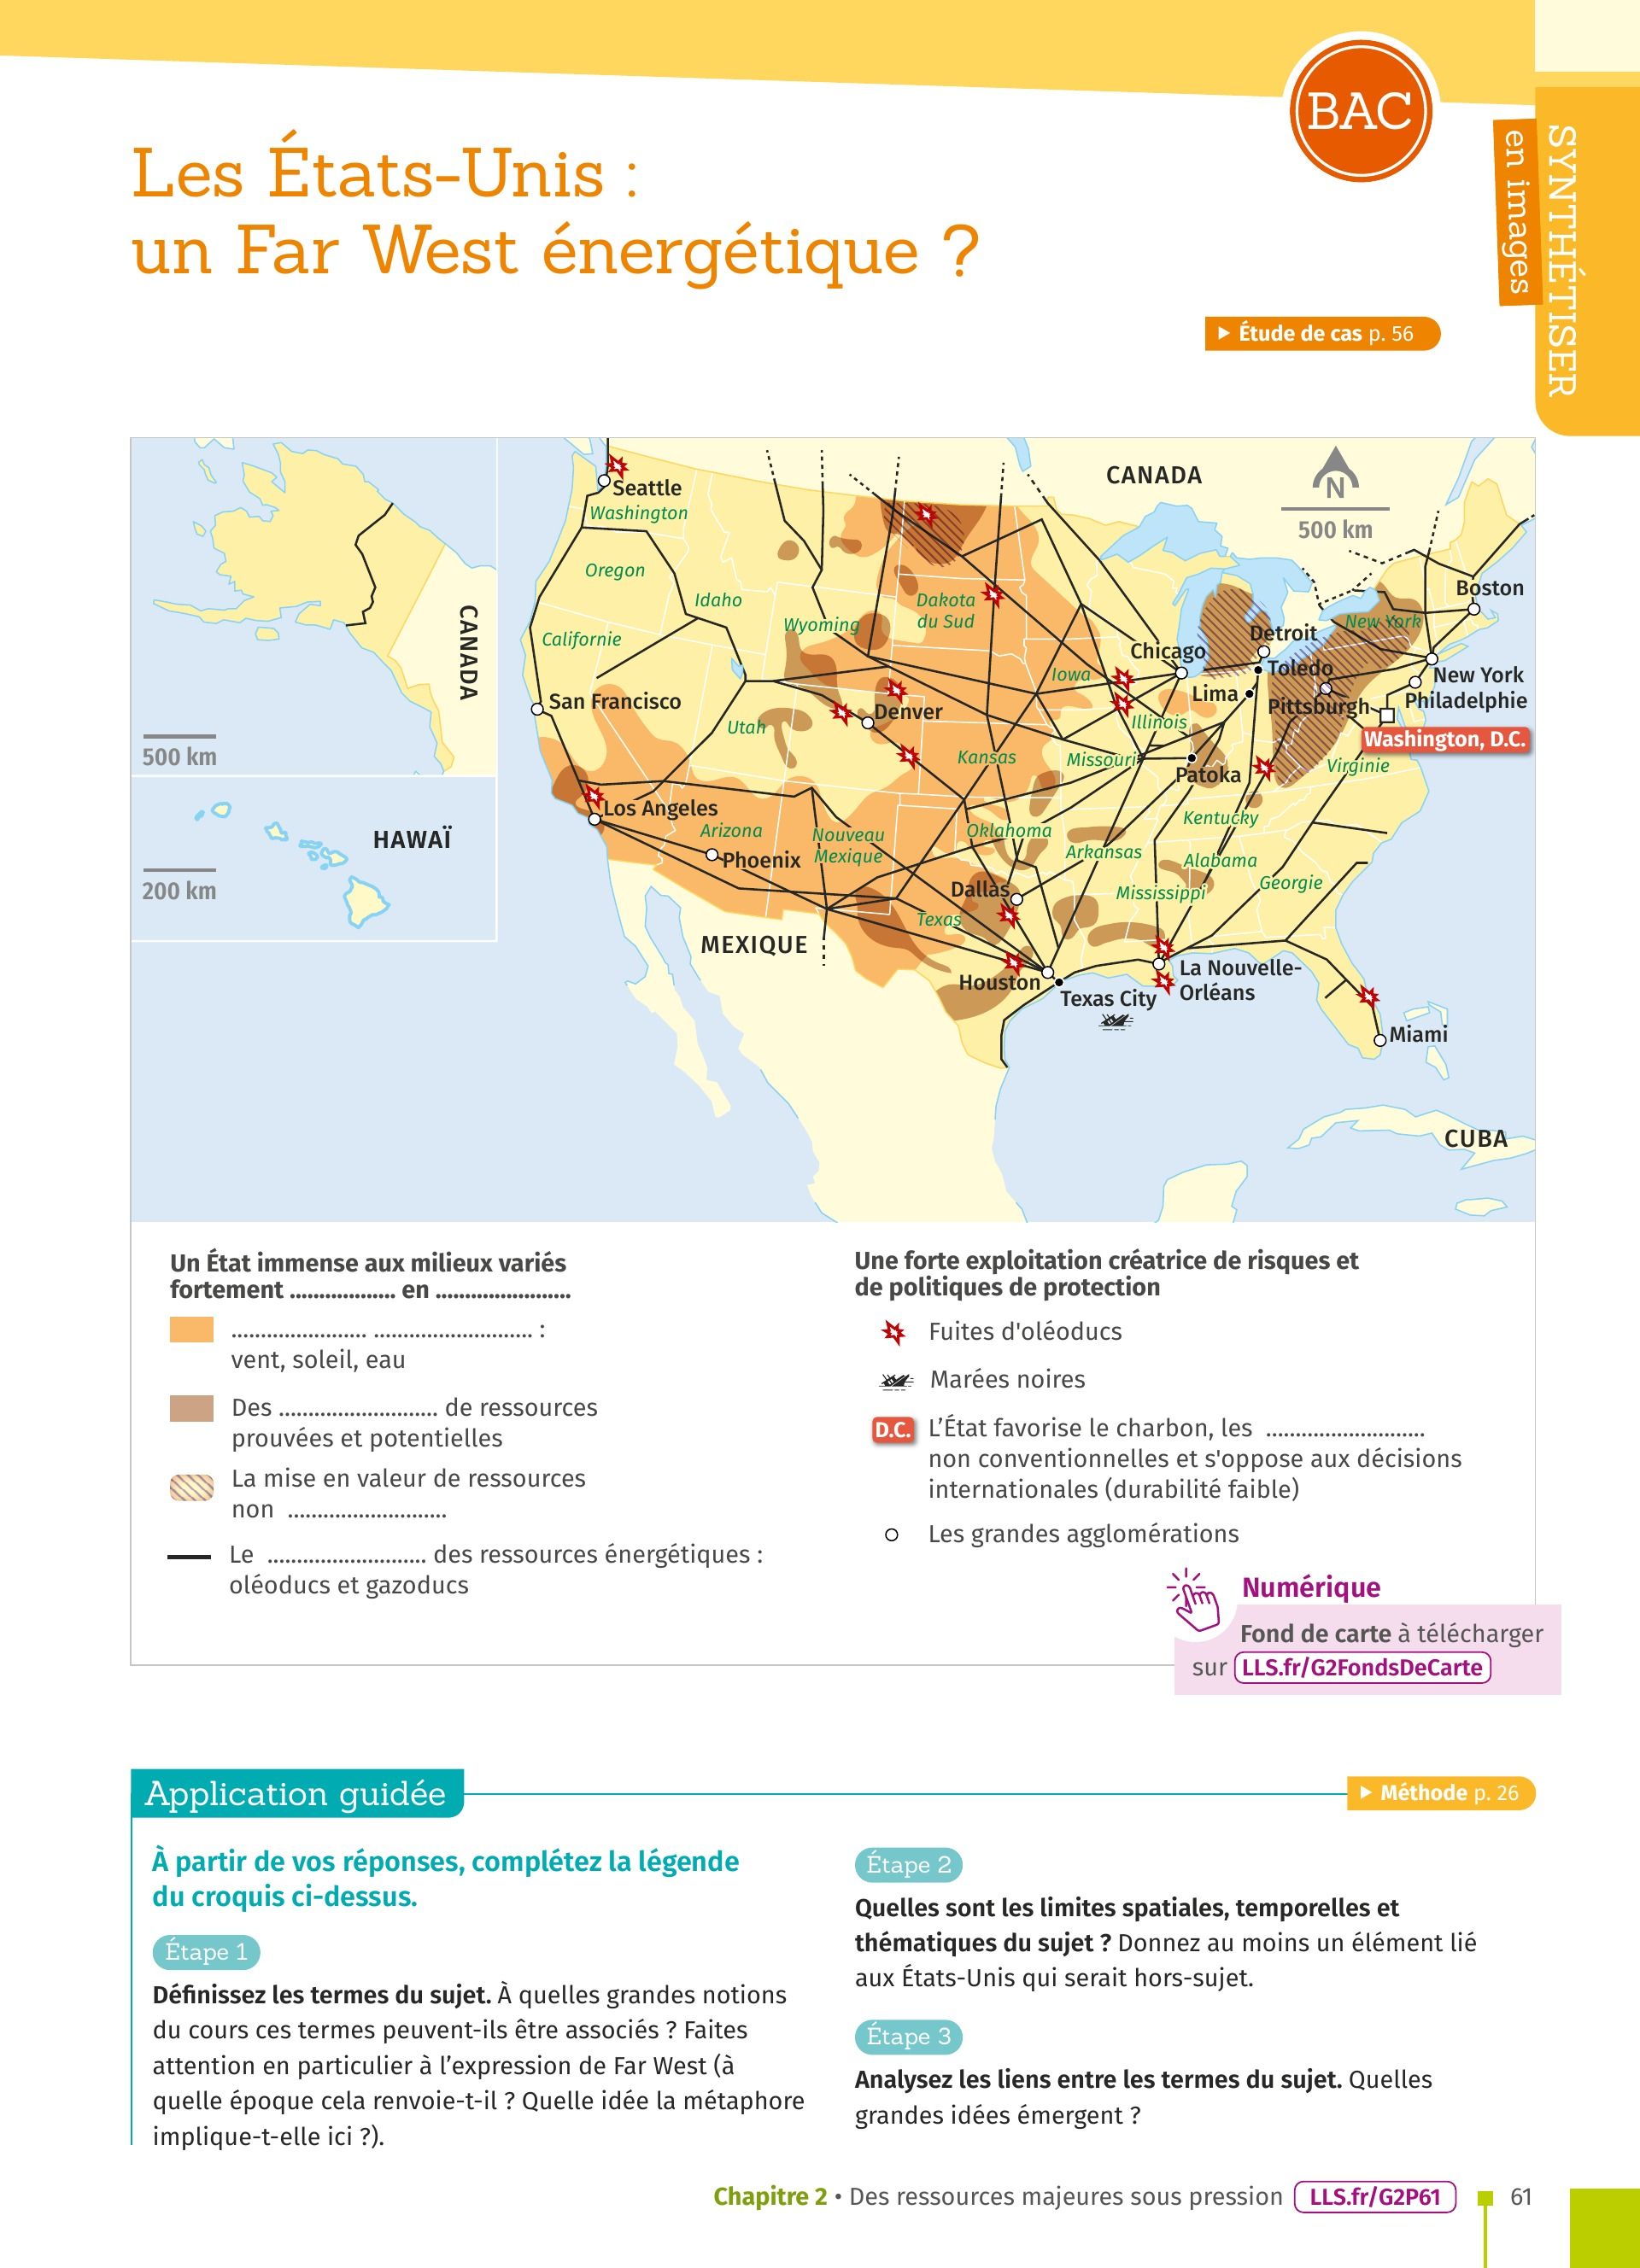 BAC
SYNTHÉTISER
en images
Les États-Unis :
un Far West énergétique ?
Étude de cas p. 56
CANADA
500 km
HAWAÏ
200 km
CANADA
N
500 km
Seattle
Washington
Oregon
Idaho
Californie
Wyoming
Dakota
du Sud
Iowa
Chicago
Detroit
Toledo
Lima
New York
Boston
New York
Philadelphie
Pittsburgh
Washington, D.C.
San Francisco
Utah
Denver
Kansas
Missouri
Illinois
Patoka
Virginie
Los Angeles
Arizona
Phoenix
Nouveau
Mexique
Oklahoma
Arkansas
Kentucky
Alabama
Georgie
Mississippi
Dallas
Texas
MEXIQUE
Houston
Texas City
La Nouvelle-
Orléans
Miami
CUBA
Un État immense aux milieux variés
fortement .................. en .......................
....................... ........................... :
vent, soleil, eau
Des ........................... de ressources
prouvées et potentielles
La mise en valeur de ressources
non ...........................
Le ........................... des ressources énergétiques :
oléoducs et gazoducs
Une forte exploitation créatrice de risques et
de politiques de protection
Fuites d'oléoducs
Marées noires
D.C. L'État favorise le charbon, les ...........................
non conventionnelles et s'oppose aux décisions
internationales (durabilité faible)
Les grandes agglomérations
Numérique
Fond de carte à télécharger
sur LLS.fr/G2FondsDeCarte
Application guidée
Méthode p. 26
À partir de vos réponses, complétez la légende
du croquis ci-dessus.
Étape 1
Définissez les termes du sujet. À quelles grandes notions
du cours ces termes peuvent-ils être associés ? Faites
attention en particulier à l'expression de Far West (à
quelle époque cela renvoie-t-il ? Quelle idée la métaphore
implique-t-elle ici ?).
Étape 2
Quelles sont les limites spatiales, temporelles et
thématiques du sujet ? Donnez au moins un élément lié
aux États-Unis qui serait hors-sujet.
Étape 3
Analysez les liens entre les termes du sujet. Quelles
grandes idées émergent ?
Chapitre 2 • Des ressources majeures sous pression LLS.fr/G2P61 61